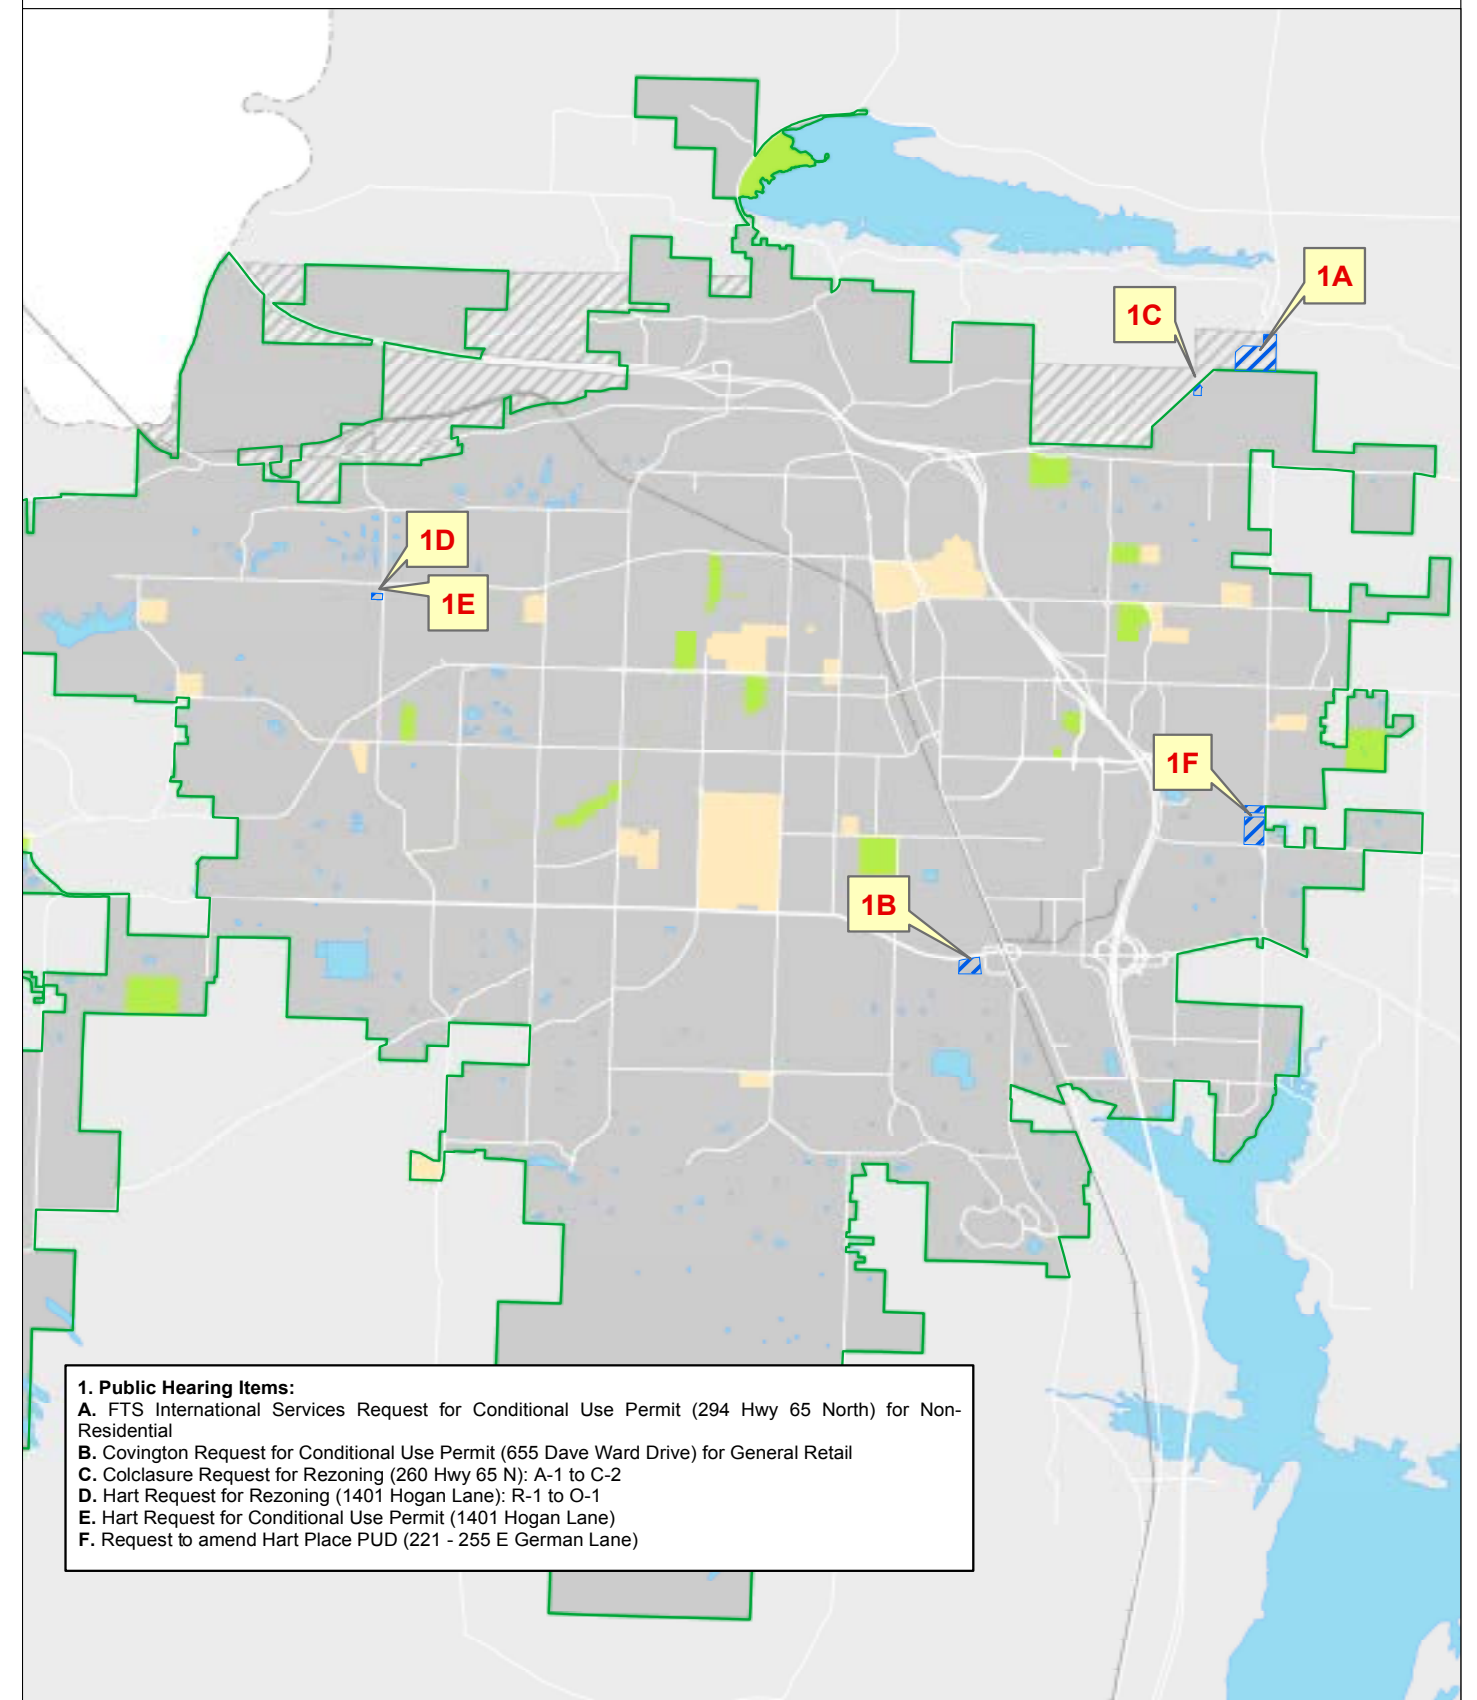 1A
1C
1D
1E
1F
1B
1. Public Hearing Items:
A. FTS International Services Request for Conditional Use Permit (294 Hwy 65 North) for Non-
Residential
B. Covington Request for Conditional Use Permit (655 Dave Ward Drive) for General Retail
C. Colclasure Request for Rezoning (260 Hwy 65 N): A-1 to C-2
D. Hart Request for Rezoning (1401 Hogan Lane): R-1 to O-1
E. Hart Request for Conditional Use Permit (1401 Hogan Lane)
F. Request to amend Hart Place PUD (221 - 255 E German Lane)